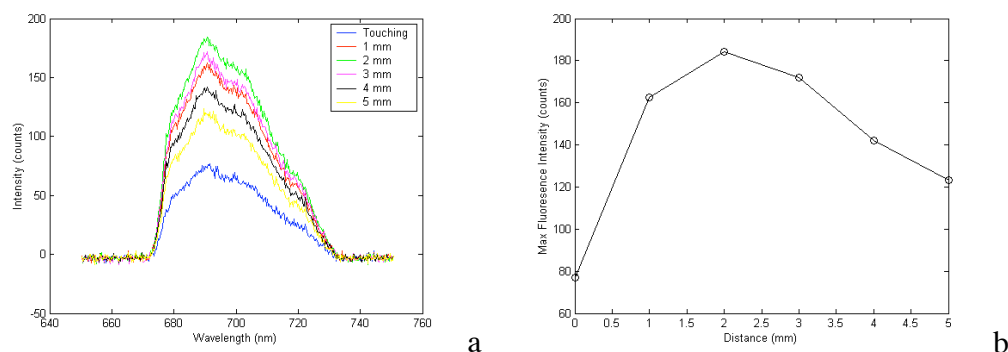 200
150
100
50
0
-50
640
660
680
700
720
740
760
Intensity (counts)
Wavelength (nm)
Touching
1 mm
2 mm
3 mm
4 mm
5 mm
a
200
180
160
140
120
100
80
60
0
0.5
1
1.5
2
2.5
3
3.5
4
4.5
5
Max Fluoresence Intensity (counts)
Distance (mm)
b